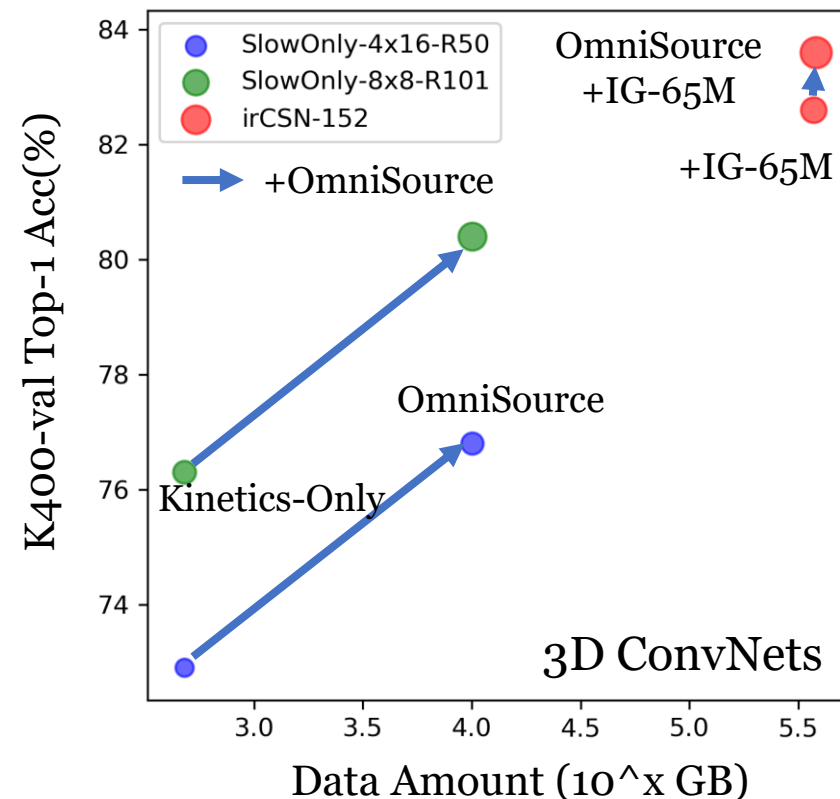 84
82
80
78
76
74
K400-val Top-1 Acc(%)
SlowOnly-4x16-R50
SlowOnly-8x8-R101
irCSN-152
+OmniSource
OmniSource
+IG-65M
+IG-65M
OmniSource
Kinetics-Only
3D ConvNets
3.0 3.5 4.0 4.5 5.0 5.5
Data Amount (10^x GB)